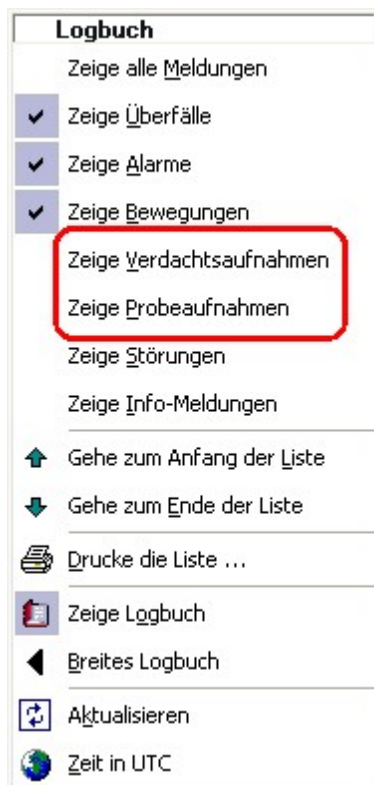 Logbuch
Zeige alle Meldungen
Zeige Überfälle
Zeige Alarme
Zeige Bewegungen
Zeige Verdachtsaufnahmen
Zeige Probeaufnahmen
Zeige Störungen
Zeige Info-Meldungen
Gehe zum Anfang der Liste
Gehe zum Ende der Liste
Drucke die Liste ...
Zeige Logbuch
Breites Logbuch
Aktualisieren
Zeit in UTC